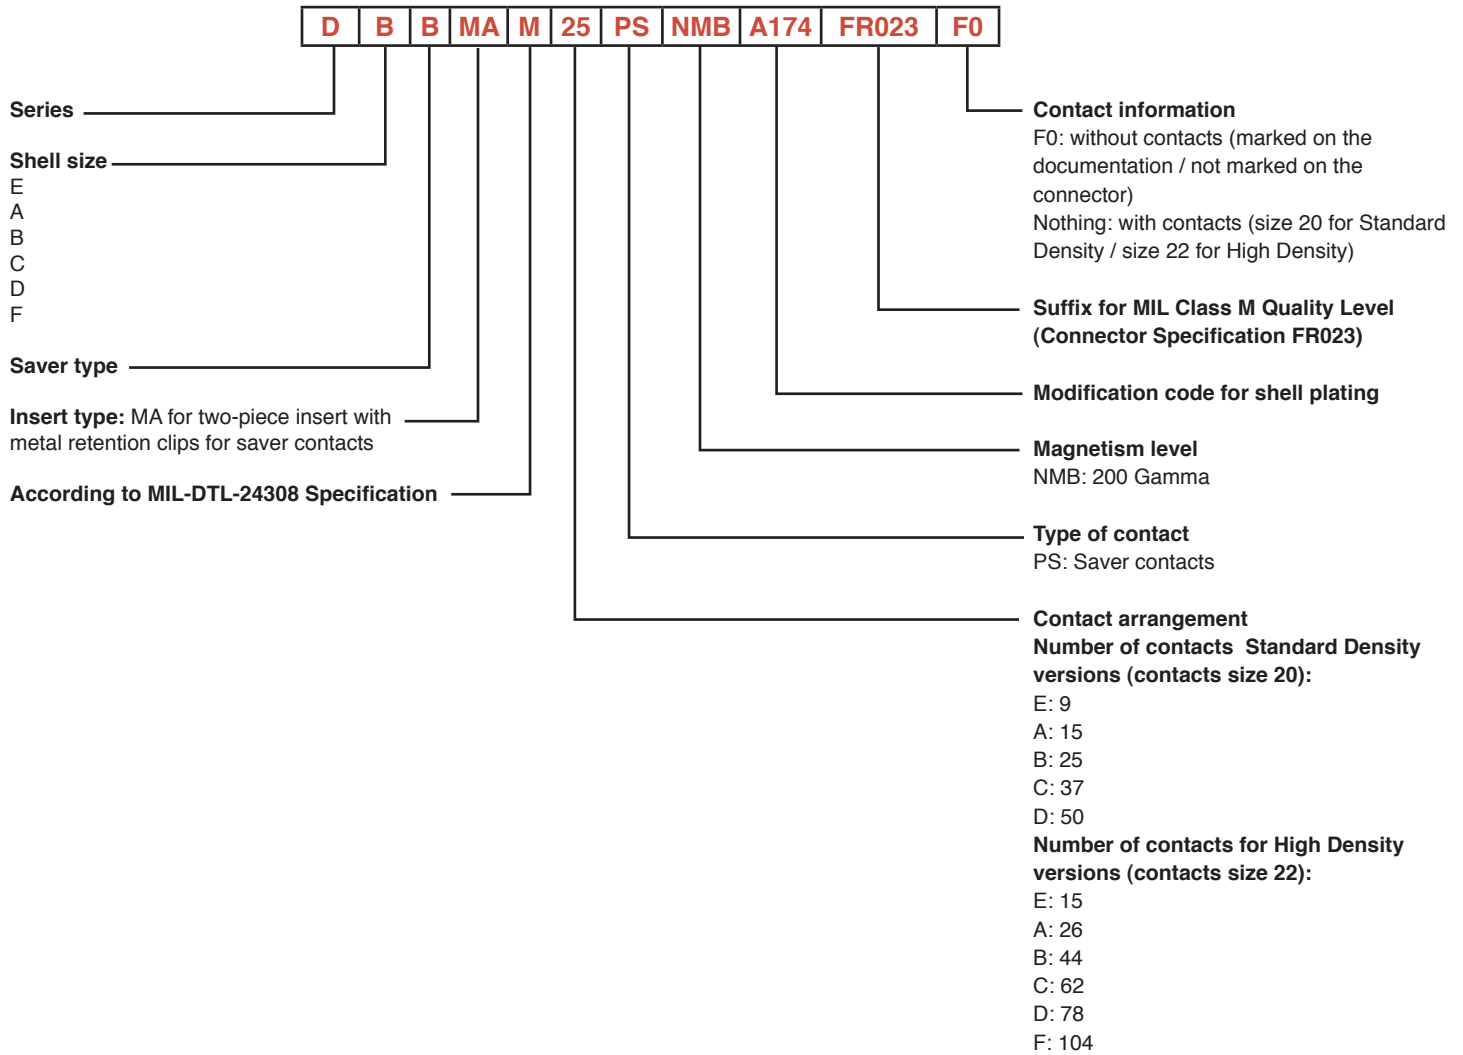 D B B MA M 25 PS NMB A174 FR023 F0
Series
Shell size
E
A
B
C
D
F
Saver type
Insert type: MA for two-piece insert with
metal retention clips for saver contacts
According to MIL-DTL-24308 Specification
Contact information
F0: without contacts (marked on the
documentation / not marked on the
connector)
Nothing: with contacts (size 20 for Standard
Density / size 22 for High Density)
Suffix for MIL Class M Quality Level
(Connector Specification FR023)
Modification code for shell plating
Magnetism level
NMB: 200 Gamma
Type of contact
PS: Saver contacts
Contact arrangement
Number of contacts  Standard Density
versions (contacts size 20):
E: 9
A: 15
B: 25
C: 37
D: 50
Number of contacts for High Density
versions (contacts size 22):
E: 15
A: 26
B: 44
C: 62
D: 78
F: 104